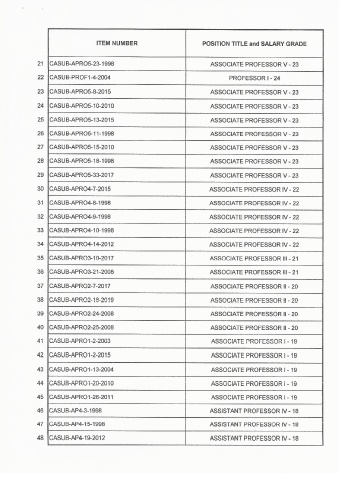 ITEM NUMBER POSITION TITLE and SALARY GRADE
21 CASUB-APRO5-23-1998 ASSOCIATE PROFESSOR V - 23
22 CASUB-PROF1-4-2004 PROFESSOR I - 24
23 CASUB-APRO5-8-2015 ASSOCIATE PROFESSOR V - 23
24 CASUB-APRO5-10-2010 ASSOCIATE PROFESSOR V - 23
25 CASUB-APRO5-13-2015 ASSOCIATE PROFESSOR V - 23
26 CASUB-APRO5-11-1998 ASSOCIATE PROFESSOR V - 23
27 CASUB-APRO5-15-2010 ASSOCIATE PROFESSOR V - 23
28 CASUB-APRO5-18-1998 ASSOCIATE PROFESSOR V - 23
29 CASUB-APRO5-33-2017 ASSOCIATE PROFESSOR V - 23
30 CASUB-APRO4-7-2015 ASSOCIATE PROFESSOR IV - 22
31 CASUB-APRO4-8-1998 ASSOCIATE PROFESSOR IV - 22
32 CASUB-APRO4-9-1998 ASSOCIATE PROFESSOR IV - 22
33 CASUB-APRO4-10-1998 ASSOCIATE PROFESSOR IV - 22
34 CASUB-APRO4-14-2012 ASSOCIATE PROFESSOR IV - 22
35 CASUB-APRO3-10-2017 ASSOCIATE PROFESSOR III - 21
36 CASUB-APRO3-21-2008 ASSOCIATE PROFESSOR III - 21
37 CASUB-APRO2-7-2017 ASSOCIATE PROFESSOR II - 20
38 CASUB-APRO2-18-2019 ASSOCIATE PROFESSOR II - 20
39 CASUB-APRO2-24-2008 ASSOCIATE PROFESSOR II - 20
40 CASUB-APRO2-25-2008 ASSOCIATE PROFESSOR II - 20
41 CASUB-APRO1-2-2003 ASSOCIATE PROFESSOR I - 19
42 CASUB-APRO1-2-2015 ASSOCIATE PROFESSOR I - 19
43 CASUB-APRO1-13-2004 ASSOCIATE PROFESSOR I - 19
44 CASUB-APRO1-20-2010 ASSOCIATE PROFESSOR I - 19
45 CASUB-APRO1-26-2011 ASSOCIATE PROFESSOR I - 19
46 CASUB-AP4-3-1998 ASSISTANT PROFESSOR IV - 18
47 CASUB-AP4-15-1998 ASSISTANT PROFESSOR IV - 18
48 CASUB-AP4-19-2012 ASSISTANT PROFESSOR IV - 18